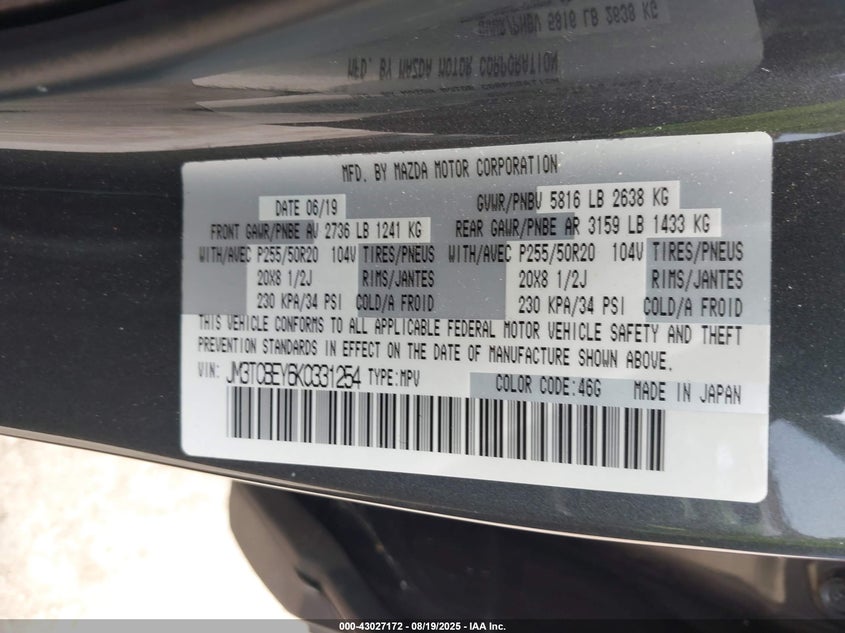 MFD. BY MAZDA MOTOR CORPORATION
DATE 06/19 GVWR/PNBV 5816 LB 2638 KG
FRONT GAWR/PNBE AV 2736 LB 1241 KG REAR GAWR/PNBE AR 3159 LB 1433 KG
WITH/AVEC P255/50R20 104V TIRES/PNEUS WITH/AVEC P255/50R20 104V TIRES/PNEUS
20X8 1/2J RIMS/JANTES 20X8 1/2J RIMS/JANTES
230 KPA/34 PSI COLD/A FROID 230 KPA/34 PSI COLD/A FROID
THIS VEHICLE CONFORMS TO ALL APPLICABLE FEDERAL MOTOR VEHICLE SAFETY AND THEFT
PREVENTION STANDARDS IN EFFECT ON THE DATE OF MANUFACTURE SHOWN ABOVE.
VIN: JM3TCBEY6K0331254 TYPE:MPV COLOR CODE:46G MADE IN JAPAN
000-43027172 - 08/19/2025 - IAA Inc.